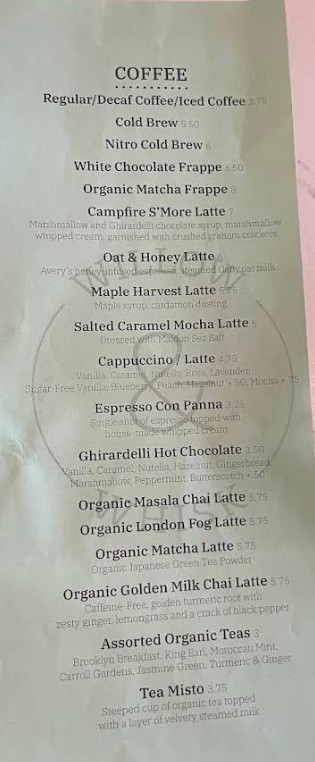 COFFEE
Regular/Decaf Coffee/Iced Coffee 3.75
Cold Brew 5.50
Nitro Cold Brew 6
White Chocolate Frappe 6.50
Organic Matcha Frappe 8
Campfire S'More Latte 7
Marshmallow and Ghirardelli chocolate syrup, marshmallow
whipped cream, garnished with crushed graham crackers
Oat & Honey Latte 6
Avery's honey infused espresso, steamed Oatly oat milk
Maple Harvest Latte 5.75
Maple syrup, cardamon dusting
Salted Caramel Mocha Latte 6
Dressed with Maldon Sea Salt
Cappuccino / Latte 4.75
Vanilla, Caramel, Nutella, Rose, Lavender,
Sugar-Free Vanilla, Blueberry, Peach, Hazelnut + .50, Mocha + .75
Espresso Con Panna 3.25
Single shot of espresso topped with
house-made whipped cream
Ghirardelli Hot Chocolate 3.50
Vanilla, Caramel, Nutella, Hazelnut, Gingerbread,
Marshmallow, Peppermint, Butterscotch + .50
Organic Masala Chai Latte 5.75
Organic London Fog Latte 5.75
Organic Matcha Latte 5.75
Organic Japanese Green Tea Powder
Organic Golden Milk Chai Latte 5.75
Caffeine-Free, golden turmeric root with
zesty ginger, lemongrass and a crack of black pepper
Assorted Organic Teas 3
Brooklyn Breakfast, King Earl, Moroccan Mint,
Carroll Gardens, Jasmine Green, Turmeric & Ginger
Tea Misto 3.75
Steeped cup of organic tea topped
with a layer of velvety steamed milk
&
WHISK